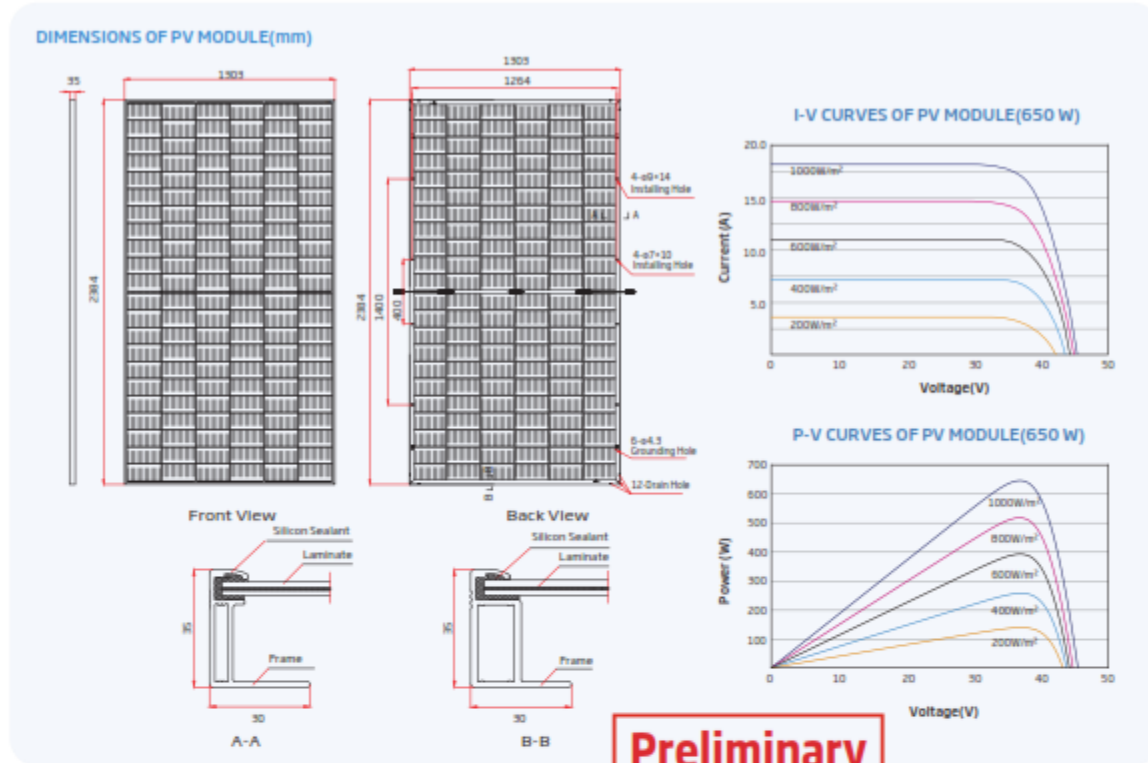 DIMENSIONS OF PV MODULE(mm)
35
1303
2384
Front View
1303
1264
2384
1400
400
4-ø9×14
Installing Hole
A L
⅃ A
4-ø7×10
Installing Hole
6-ø4.3
Grounding Hole
12-Drain Hole
B
B
Back View
Silicon Sealant
Laminate
35
Frame
30
A-A
Silicon Sealant
Laminate
35
Frame
30
B-B
I-V CURVES OF PV MODULE(650 W)
Current (A)
20.0
15.0
10.0
5.0
1000W/m²
800W/m²
600W/m²
400W/m²
200W/m²
0 10 20 30 40 50
Voltage(V)
P-V CURVES OF PV MODULE(650 W)
Power (W)
700
600
500
400
300
200
100
1000W/m²
800W/m²
600W/m²
400W/m²
200W/m²
0 10 20 30 40 50
Voltage(V)
Preliminary